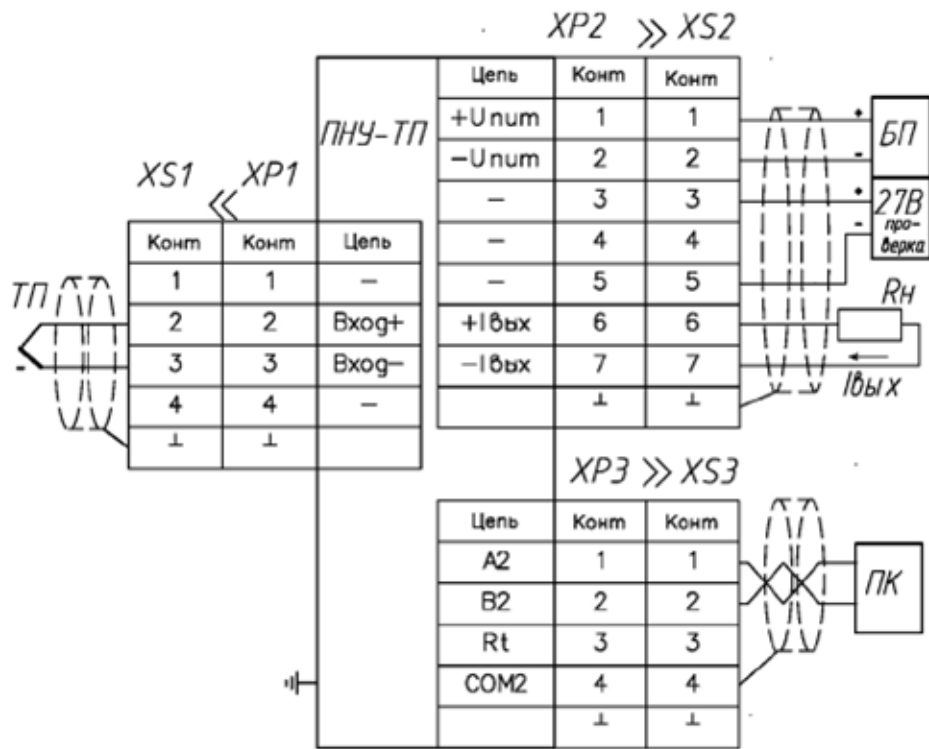 XP2 >> XS2
Цепь Конт Конт
ПНУ-ТП
+Uпит 1 1
-Uпит 2 2
- 3 3
- 4 4
- 5 5
+Iвых 6 6
-Iвых 7 7
⊥ ⊥
+ БП
-
+ 27В
- про-
верка
Rн
Iвых
XS1 << XP1
Конт Конт Цепь
1 1 -
2 2 Вход+
3 3 Вход-
4 4 -
⊥ ⊥
ТП
-
XP3 >> XS3
Цепь Конт Конт
A2 1 1
B2 2 2
Rt 3 3
COM2 4 4
⊥ ⊥
ПК